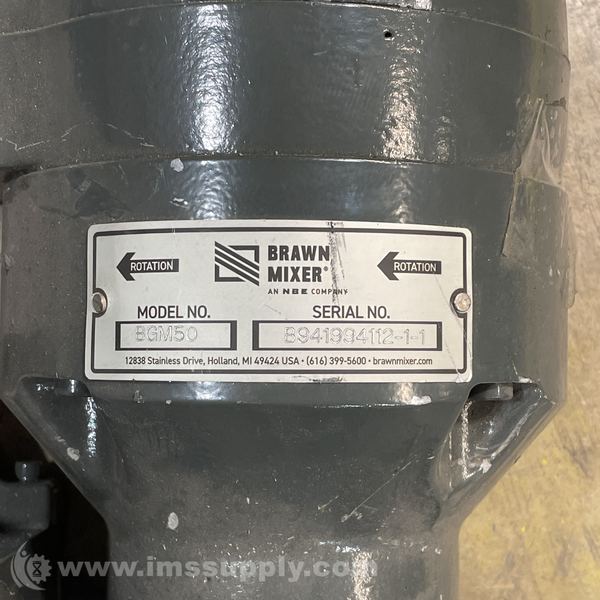 ROTATION
BRAWN
MIXER®
AN NBE COMPANY
ROTATION
MODEL NO.
BGM50
SERIAL NO.
B941994112-1-1
12838 Stainless Drive, Holland, MI 49424 USA • (616) 399-5600 • brawnmixer.com
www.imssupply.com